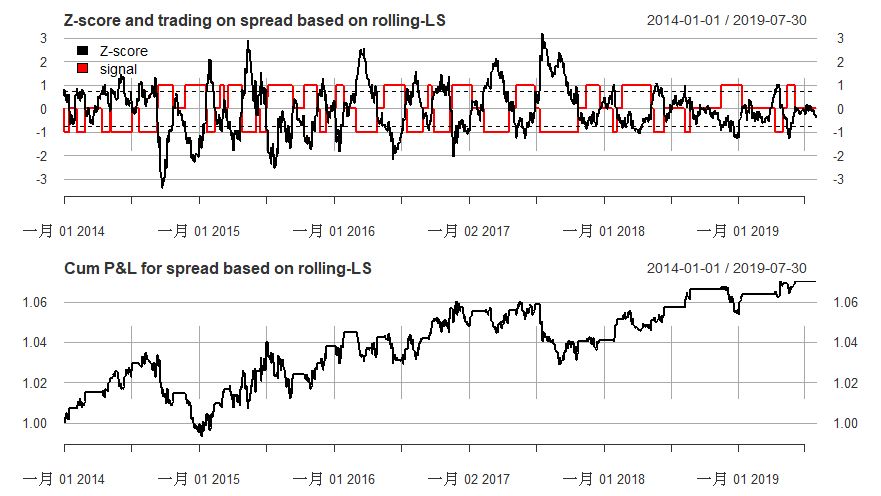 Z-score and trading on spread based on rolling-LS 2014-01-01 / 2019-07-30
Z-score
signal
3 3
2 2
1 1
0 0
-1 -1
-2 -2
-3 -3
一月 01 2014 一月 01 2015 一月 01 2016 一月 02 2017 一月 01 2018 一月 01 2019
Cum P&L for spread based on rolling-LS 2014-01-01 / 2019-07-30
1.06 1.06
1.04 1.04
1.02 1.02
1.00 1.00
一月 01 2014 一月 01 2015 一月 01 2016 一月 02 2017 一月 01 2018 一月 01 2019